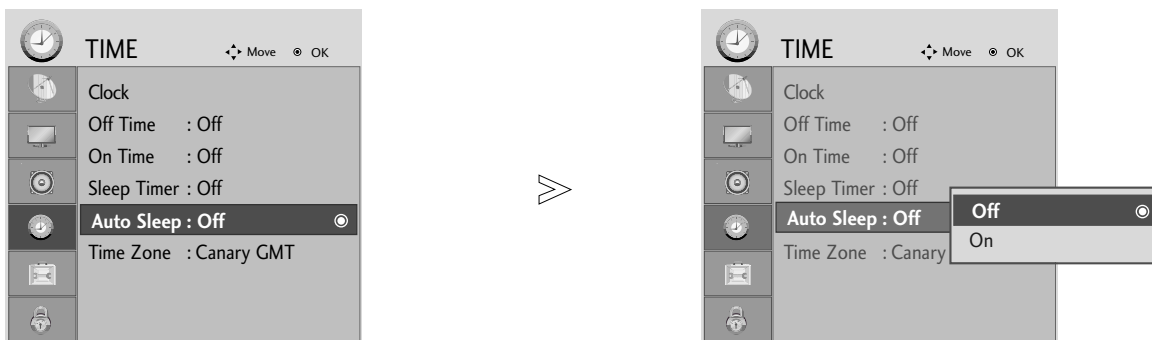 TIME Move OK
Clock
Off Time : Off
On Time : Off
Sleep Timer : Off
Auto Sleep : Off
Time Zone : Canary GMT
TIME Move OK
Clock
Off Time : Off
On Time : Off
Sleep Timer : Off
Auto Sleep : Off
Time Zone : Canary
Off
On